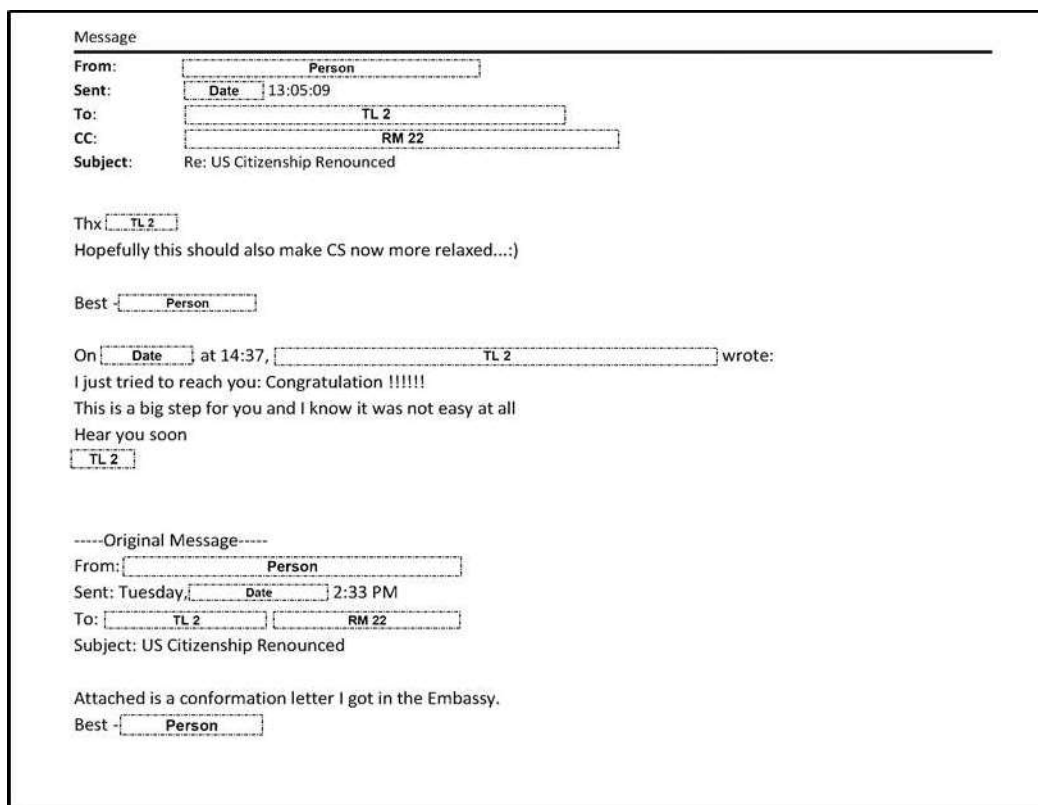 Message
From: Person
Sent: Date 13:05:09
To: TL 2
CC: RM 22
Subject: Re: US Citizenship Renounced
Thx TL 2
Hopefully this should also make CS now more relaxed...:)
Best - Person
On Date , at 14:37, TL 2 wrote:
I just tried to reach you: Congratulation !!!!!!
This is a big step for you and I know it was not easy at all
Hear you soon
TL 2
-----Original Message-----
From: Person
Sent: Tuesday, Date 2:33 PM
To: TL 2 RM 22
Subject: US Citizenship Renounced
Attached is a conformation letter I got in the Embassy.
Best - Person